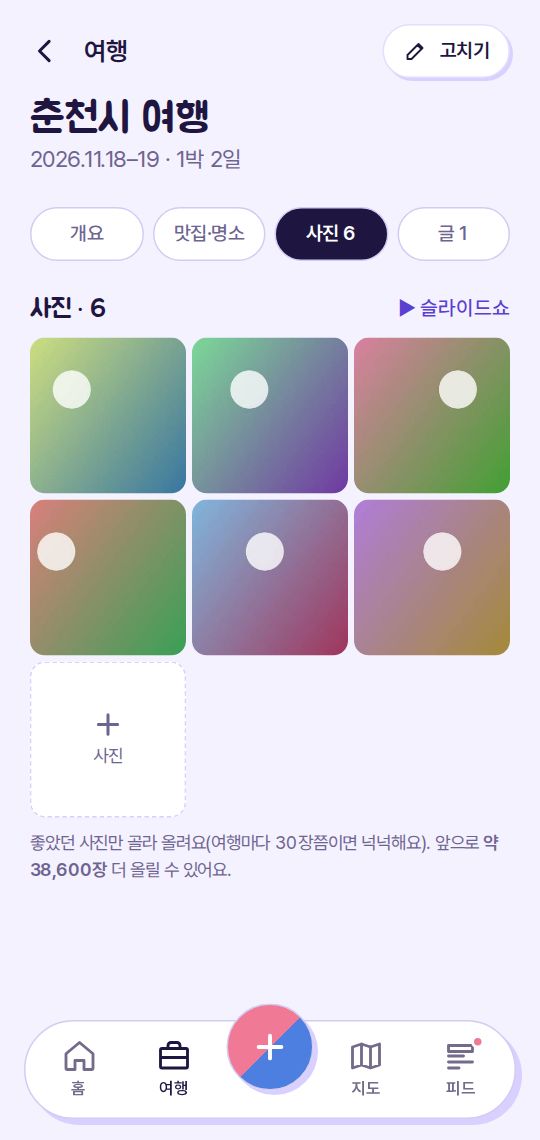 여행
고치기
춘천시 여행
2026.11.18–19 · 1박 2일
개요
맛집·명소
사진 6
글 1
사진 · 6
▶ 슬라이드쇼
사진
좋았던 사진만 골라 올려요(여행마다 30장쯤이면 넉넉해요). 앞으로 약
38,600장 더 올릴 수 있어요.
홈
여행
지도
피드